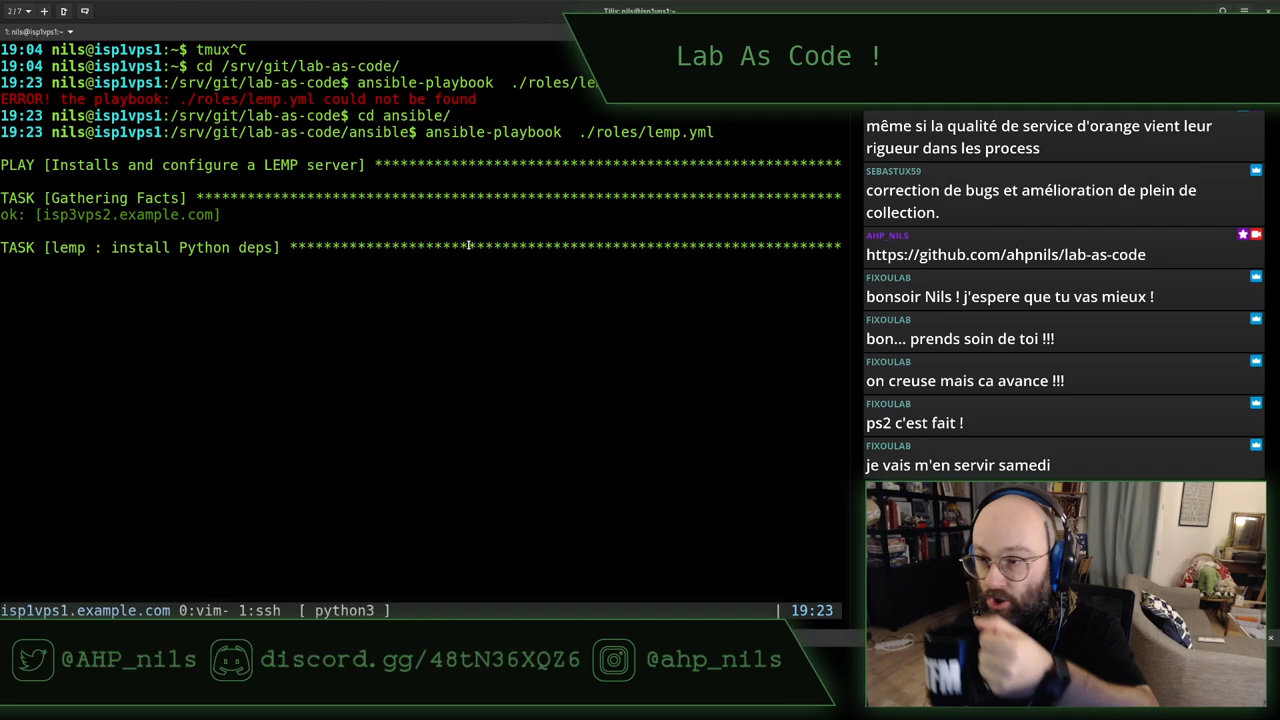 2/7
Tilix: nils@isp1vps1:~
1: nils@isp1vps1:~
Lab As Code !
19:04 nils@isp1vps1:~$ tmux^C
19:04 nils@isp1vps1:~$ cd /srv/git/lab-as-code/
19:23 nils@isp1vps1:/srv/git/lab-as-code$ ansible-playbook  ./roles/le
ERROR! the playbook: ./roles/lemp.yml could not be found
19:23 nils@isp1vps1:/srv/git/lab-as-code$ cd ansible/
19:23 nils@isp1vps1:/srv/git/lab-as-code/ansible$ ansible-playbook  ./roles/lemp.yml
PLAY [Installs and configure a LEMP server] *******************************************************
TASK [Gathering Facts] ****************************************************************************
ok: [isp3vps2.example.com]
TASK [lemp : install Python deps] *****************************************************************
isp1vps1.example.com 0:vim- 1:ssh  [ python3 ] | 19:23
même si la qualité de service d'orange vient leur
rigueur dans les process
SEBASTUX59
correction de bugs et amélioration de plein de
collection.
AHP_NILS
https://github.com/ahpnils/lab-as-code
FIXOULAB
bonsoir Nils ! j'espere que tu vas mieux !
FIXOULAB
bon... prends soin de toi !!!
FIXOULAB
on creuse mais ca avance !!!
FIXOULAB
ps2 c'est fait !
FIXOULAB
je vais m'en servir samedi
@AHP_nils
discord.gg/48tN36XQZ6
@ahp_nils